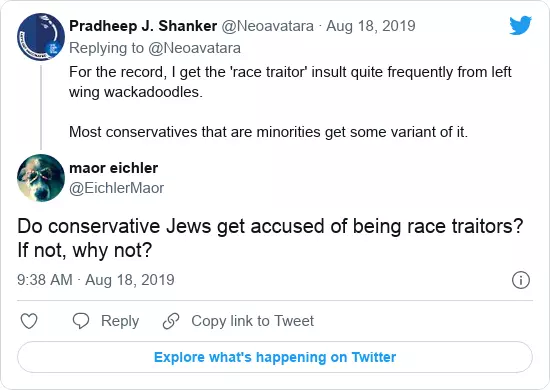 Pradheep J. Shanker @Neoavatara · Aug 18, 2019
Replying to @Neoavatara
For the record, I get the 'race traitor' insult quite frequently from left
wing wackadoodles.
Most conservatives that are minorities get some variant of it.
maor eichler
@EichlerMaor
Do conservative Jews get accused of being race traitors?
If not, why not?
9:38 AM · Aug 18, 2019
Reply
Copy link to Tweet
Explore what's happening on Twitter